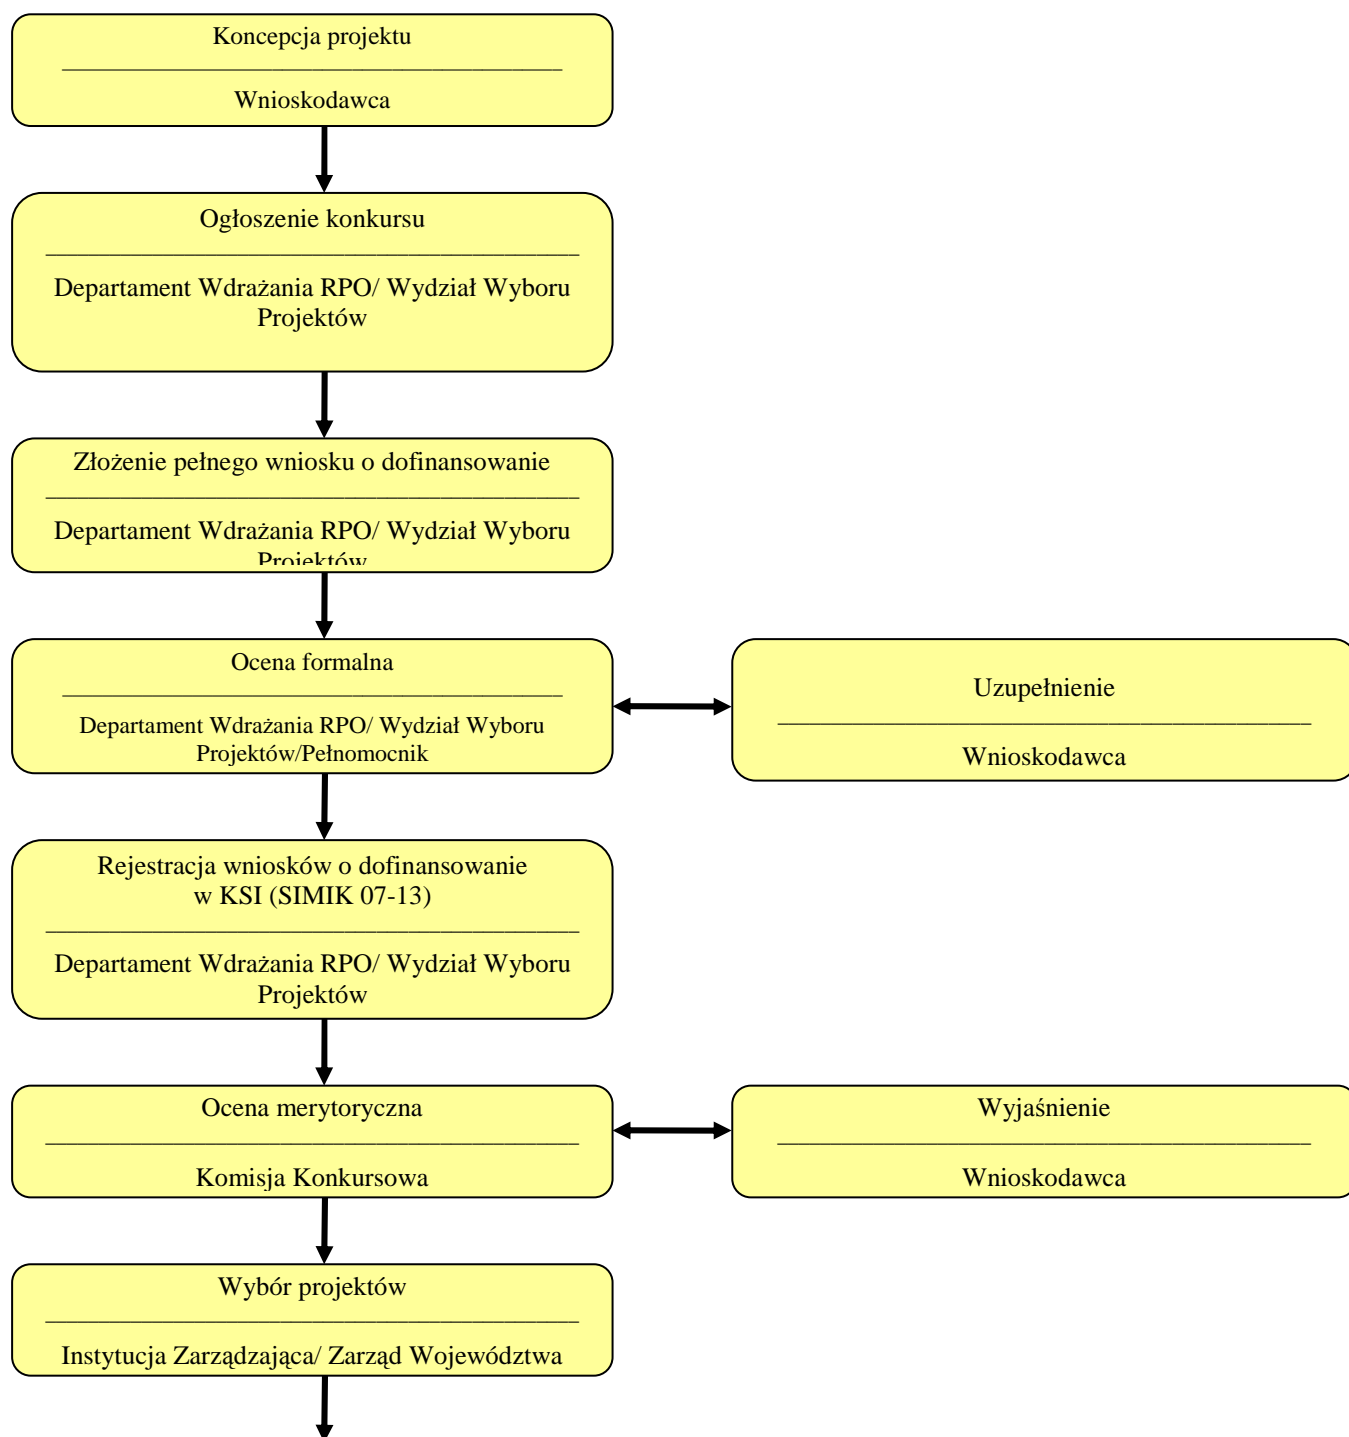 Koncepcja projektu
Wnioskodawca
Ogłoszenie konkursu
Departament Wdrażania RPO/ Wydział Wyboru
Projektów
Złożenie pełnego wniosku o dofinansowanie
Departament Wdrażania RPO/ Wydział Wyboru
Projektów
Ocena formalna
Departament Wdrażania RPO/ Wydział Wyboru
Projektów/Pełnomocnik
Uzupełnienie
Wnioskodawca
Rejestracja wniosków o dofinansowanie
w KSI (SIMIK 07-13)
Departament Wdrażania RPO/ Wydział Wyboru
Projektów
Ocena merytoryczna
Komisja Konkursowa
Wyjaśnienie
Wnioskodawca
Wybór projektów
Instytucja Zarządzająca/ Zarząd Województwa